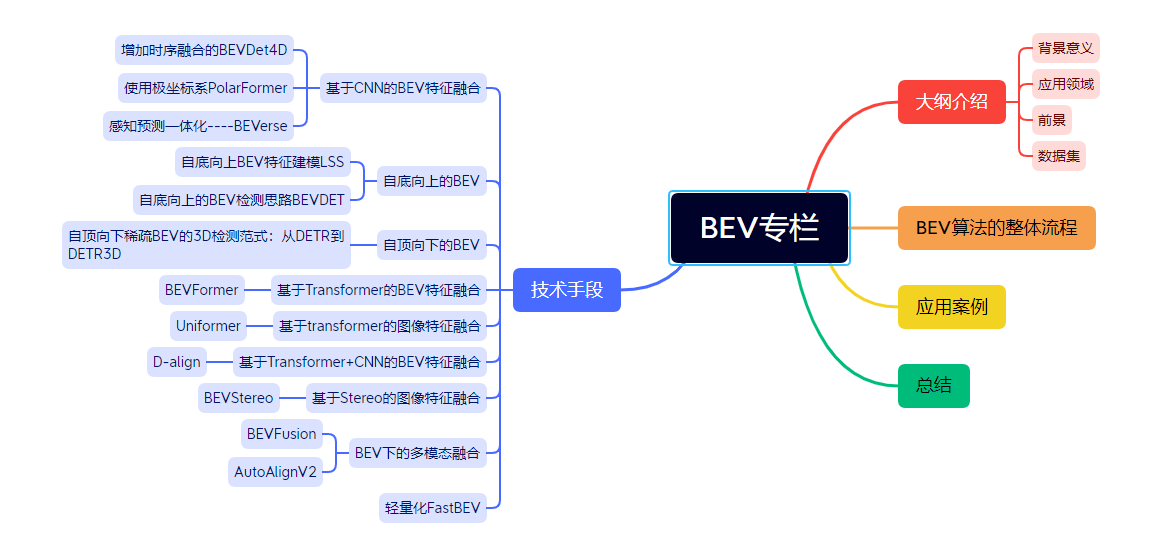 BEV专栏
大纲介绍
背景意义
应用领域
前景
数据集
BEV算法的整体流程
应用案例
总结
技术手段
基于CNN的BEV特征融合
增加时序融合的BEVDet4D
使用极坐标系PolarFormer
感知预测一体化----BEVerse
自底向上的BEV
自底向上BEV特征建模LSS
自底向上的BEV检测思路BEVDET
自顶向下的BEV
自顶向下稀疏BEV的3D检测范式：从DETR到
DETR3D
基于Transformer的BEV特征融合
BEVFormer
基于transformer的图像特征融合
Uniformer
基于Transformer+CNN的BEV特征融合
D-align
基于Stereo的图像特征融合
BEVStereo
BEV下的多模态融合
BEVFusion
AutoAlignV2
轻量化FastBEV